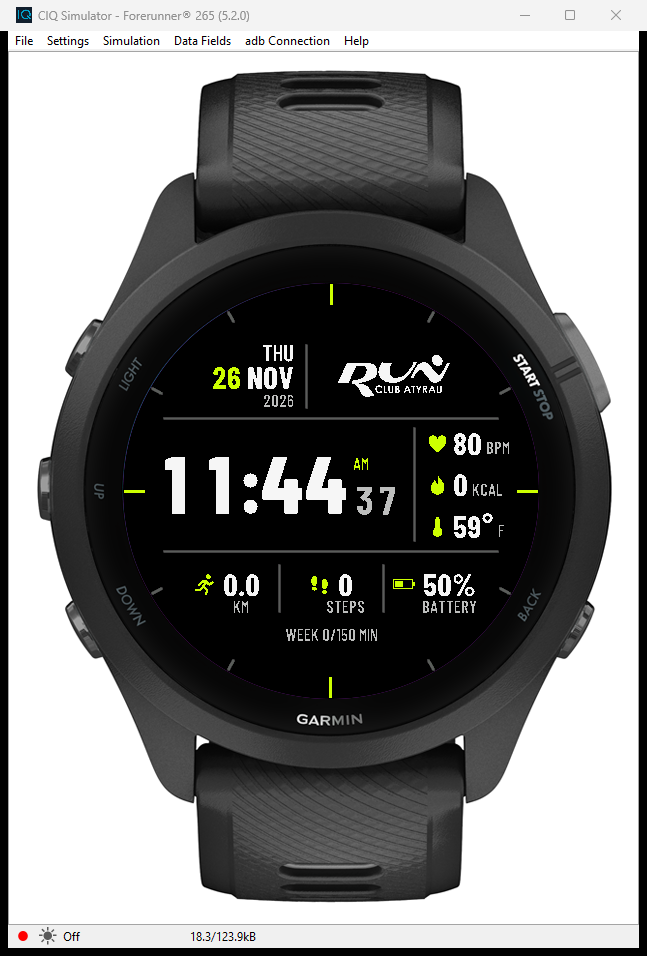 CIQ Simulator - Forerunner® 265 (5.2.0)
File Settings Simulation Data Fields adb Connection Help
LIGHT
START STOP
UP
DOWN
BACK
THU
26 NOV
2026
RUN
CLUB ATYRAU
11:44
AM
37
80 BPM
0 KCAL
59° F
0.0
KM
0
STEPS
50%
BATTERY
WEEK 0/150 MIN
GARMIN
Off
18.3/123.9kB